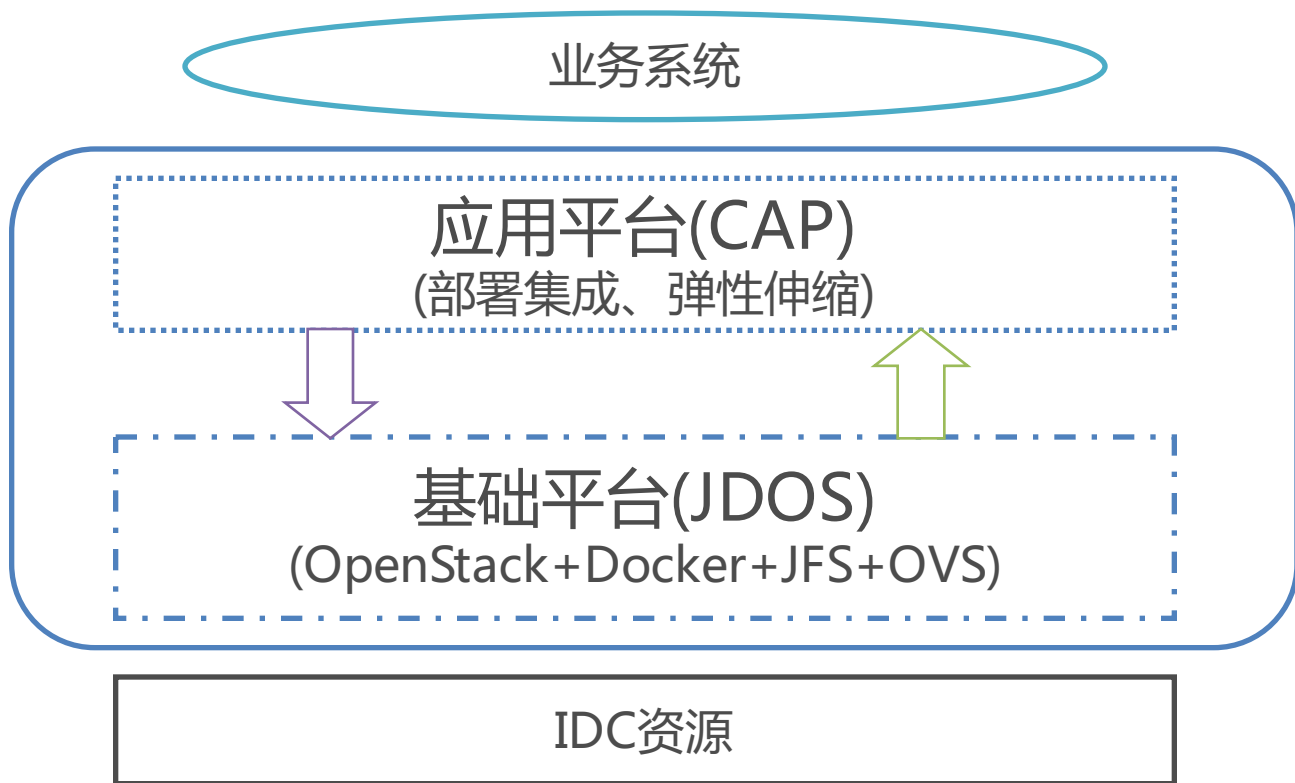 业务系统
应用平台(CAP)
(部署集成、弹性伸缩)
基础平台(JDOS)
(OpenStack+Docker+JFS+OVS)
IDC资源